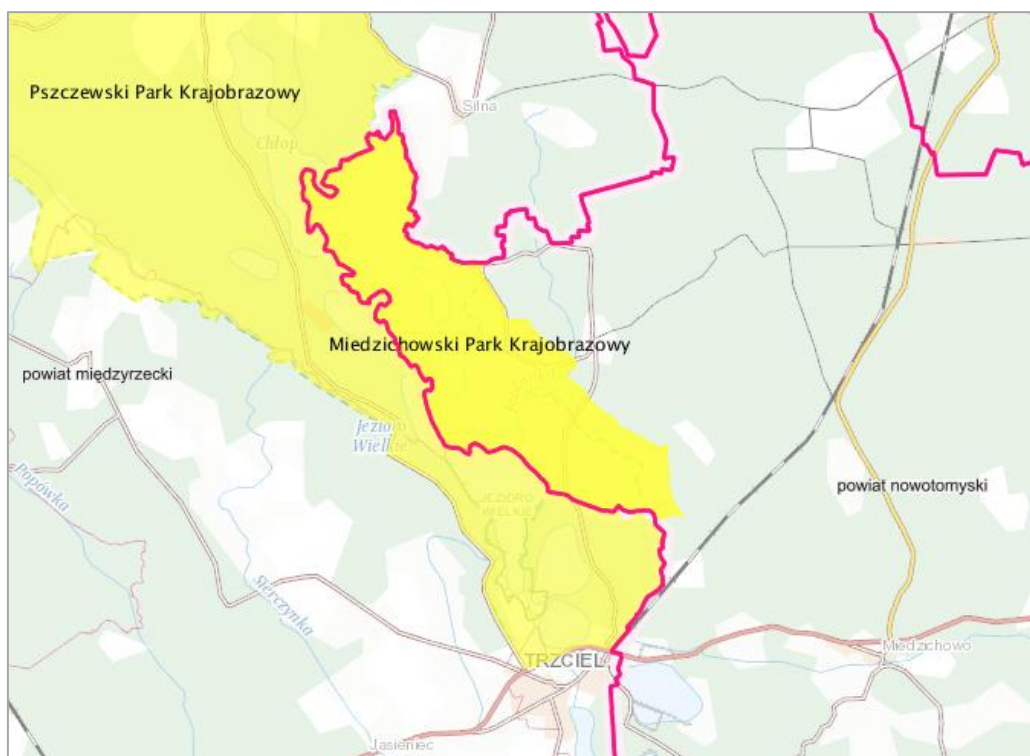 Pszczewski Park Krajobrazowy
Silna
Chłop
Miedzichowski Park Krajobrazowy
powiat międzyrzecki
Jezioro
Wielkie
powiat nowotomyski
Popówka
JEZIORO
WIELKIE
Sierczynka
Miedzichowo
TRZCIEL
Jasieniec